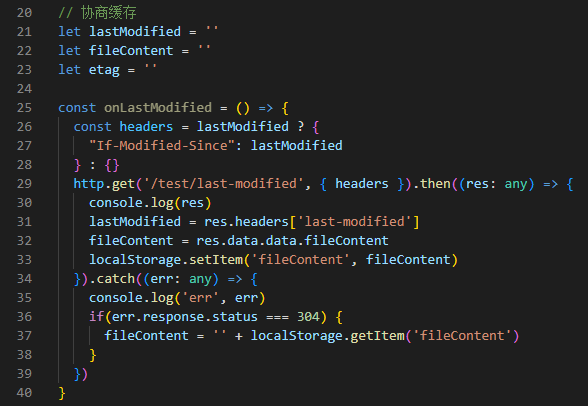 20 // 协商缓存
21 let lastModified = ''
22 let fileContent = ''
23 let etag = ''
24
25 const onLastModified = () => {
26   const headers = lastModified ? {
27     "If-Modified-Since": lastModified
28   } : {}
29   http.get('/test/last-modified', { headers }).then((res: any) => {
30     console.log(res)
31     lastModified = res.headers['last-modified']
32     fileContent = res.data.data.fileContent
33     localStorage.setItem('fileContent', fileContent)
34   }).catch((err: any) => {
35     console.log('err', err)
36     if(err.response.status === 304) {
37       fileContent = '' + localStorage.getItem('fileContent')
38     }
39   })
40 }